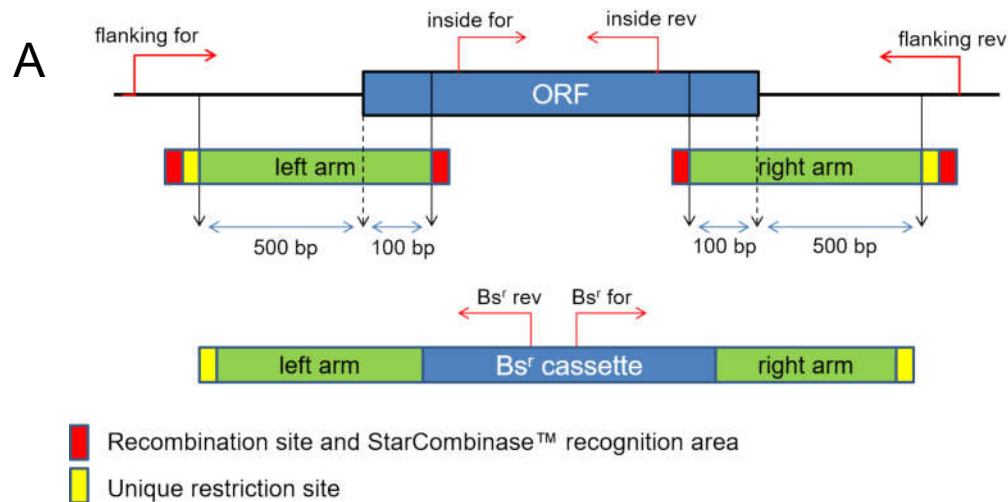 A
flanking for
inside for
inside rev
flanking rev
ORF
left arm
right arm
500 bp
100 bp
100 bp
500 bp
Bsʳ rev
Bsʳ for
left arm
Bsʳ cassette
right arm
Recombination site and StarCombinase™ recognition area
Unique restriction site